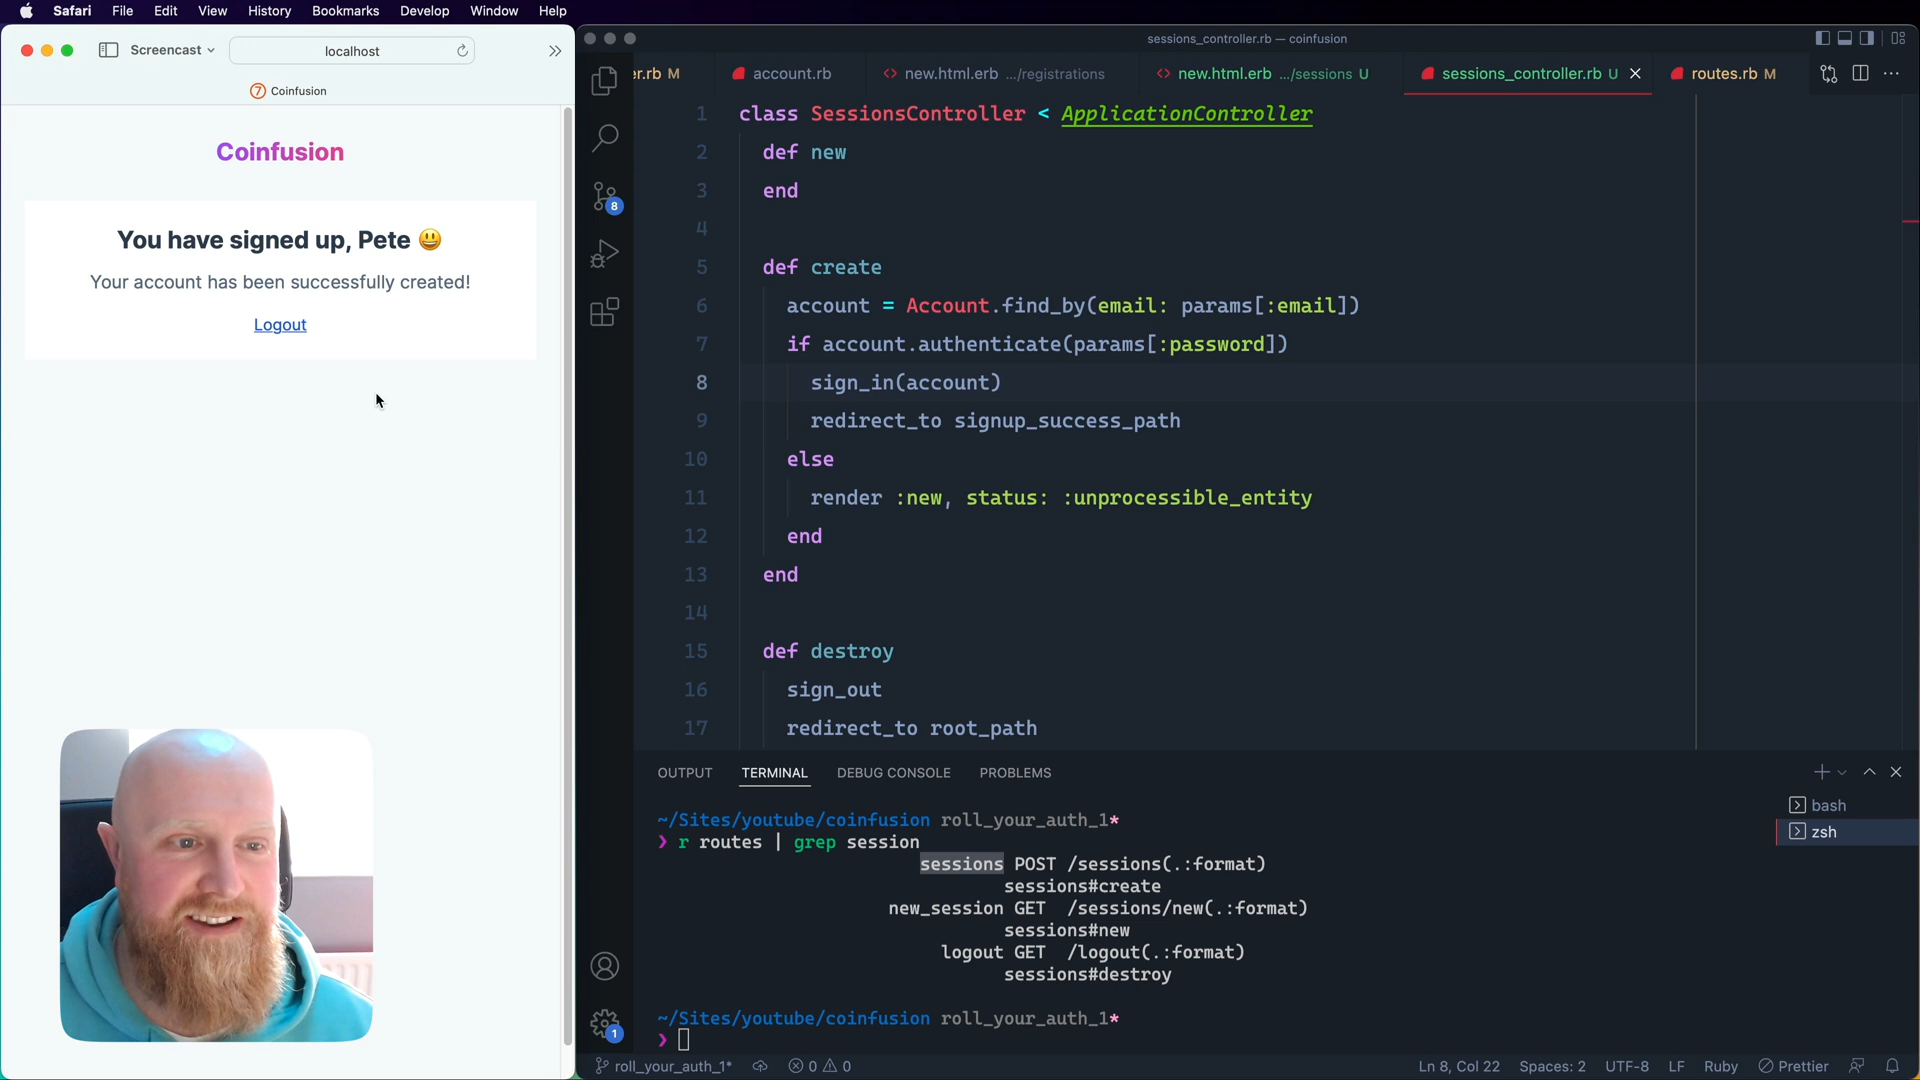 Safari File Edit View History Bookmarks Develop Window Help
Screencast
localhost
7 Coinfusion
Coinfusion
You have signed up, Pete 😃
Your account has been successfully created!
Logout
sessions_controller.rb — coinfusion
er.rb M account.rb new.html.erb .../registrations new.html.erb .../sessions U sessions_controller.rb U routes.rb M
1 class SessionsController < ApplicationController
2 def new
3 end
4
5 def create
6 account = Account.find_by(email: params[:email])
7 if account.authenticate(params[:password])
8 sign_in(account)
9 redirect_to signup_success_path
10 else
11 render :new, status: :unprocessible_entity
12 end
13 end
14
15 def destroy
16 sign_out
17 redirect_to root_path
8
OUTPUT TERMINAL DEBUG CONSOLE PROBLEMS
bash
zsh
~/Sites/youtube/coinfusion roll_your_auth_1*
❯ r routes | grep session
sessions POST /sessions(.:format)
sessions#create
new_session GET /sessions/new(.:format)
sessions#new
logout GET /logout(.:format)
sessions#destroy
~/Sites/youtube/coinfusion roll_your_auth_1*
❯
1
roll_your_auth_1* 0 0 Ln 8, Col 22 Spaces: 2 UTF-8 LF Ruby Prettier